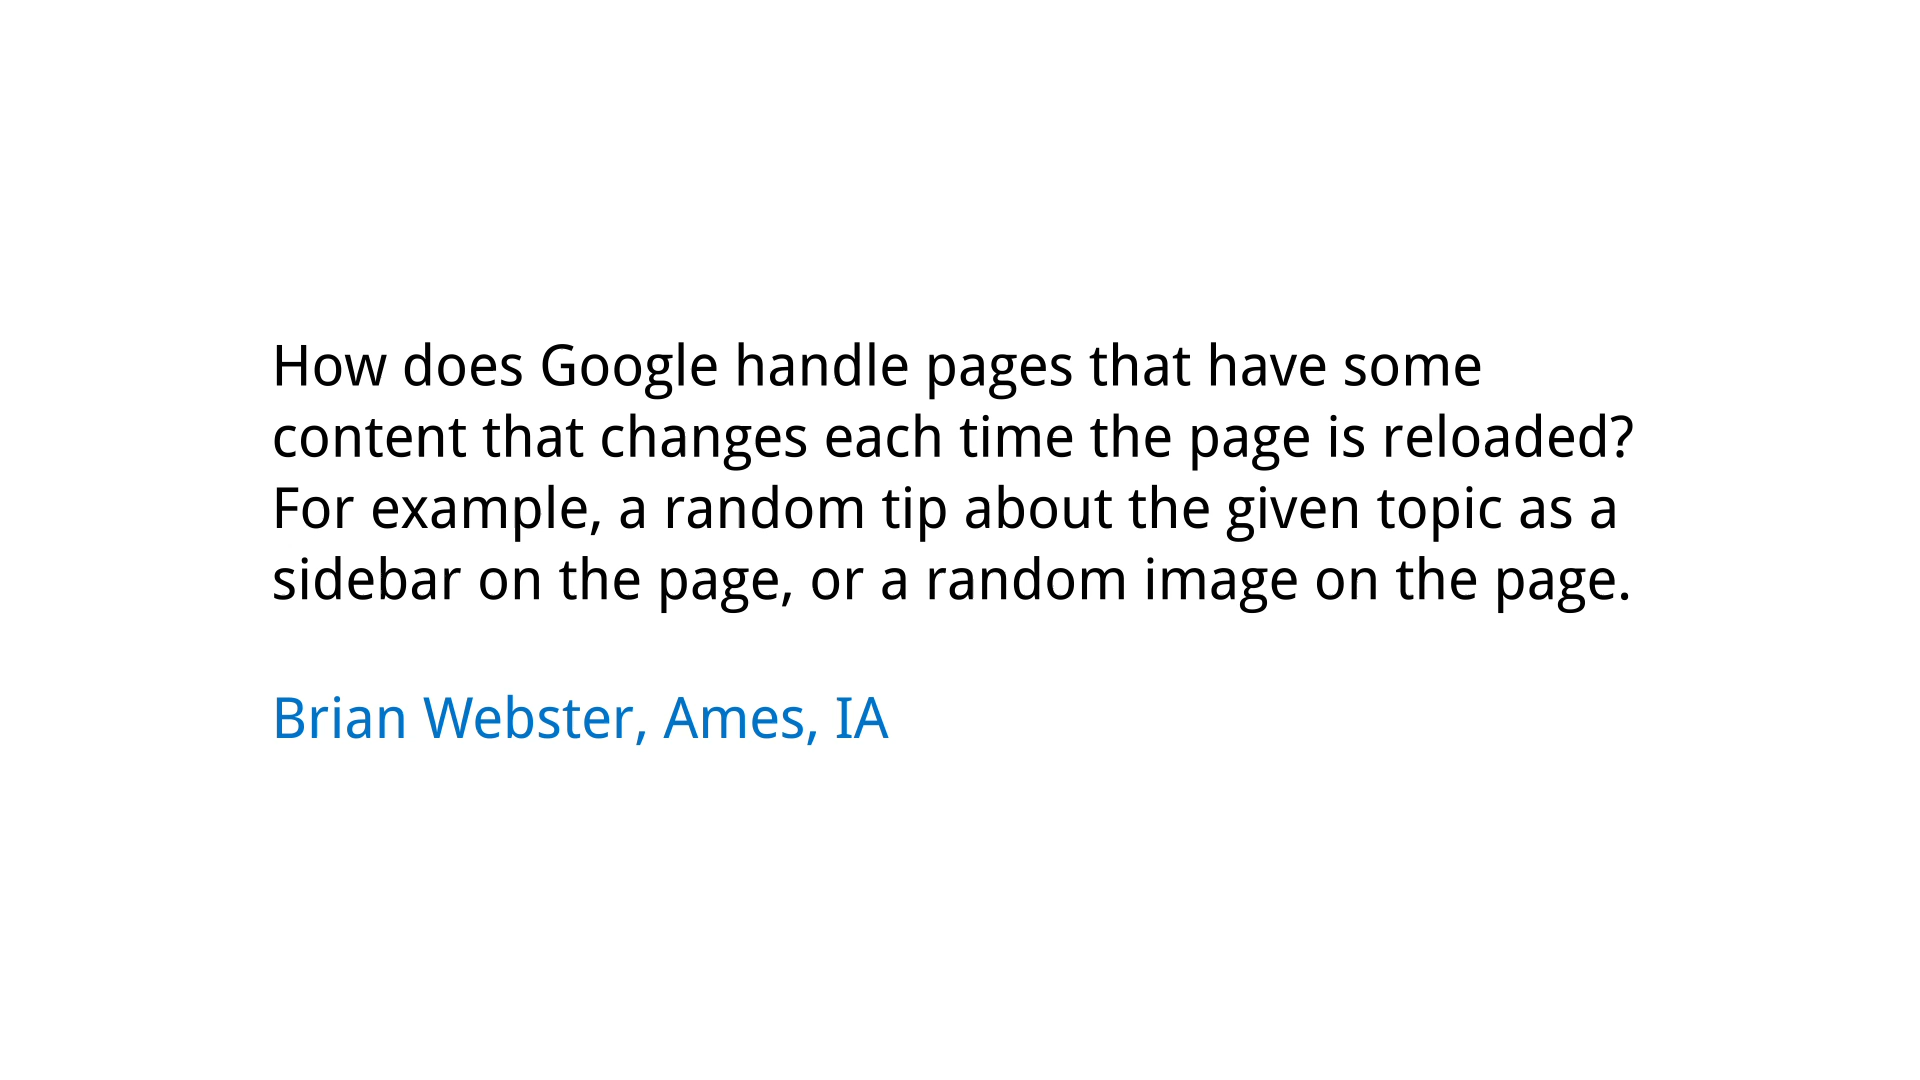 How does Google handle pages that have some
content that changes each time the page is reloaded?
For example, a random tip about the given topic as a
sidebar on the page, or a random image on the page.
Brian Webster, Ames, IA